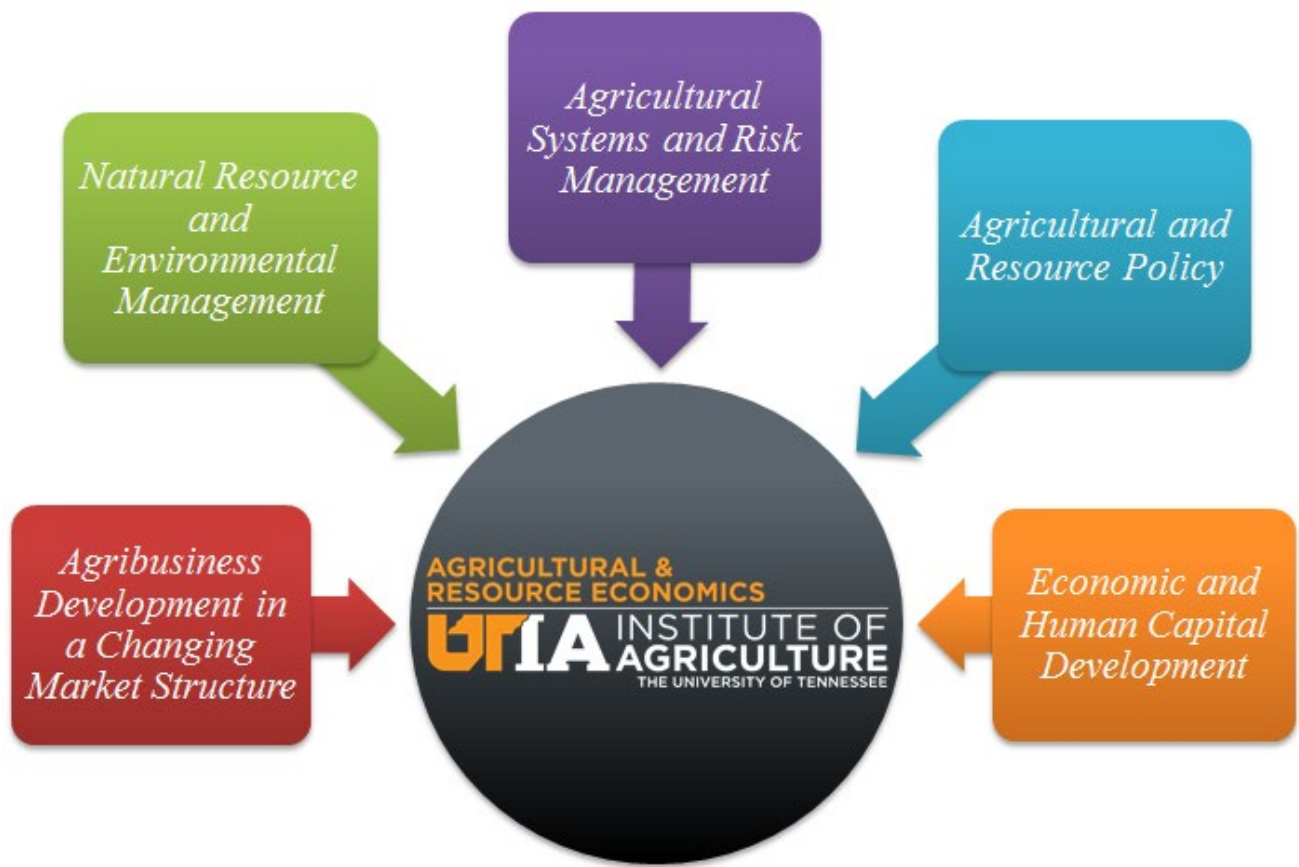 Agricultural
Systems and Risk
Management
Natural Resource
and
Environmental
Management
Agricultural and
Resource Policy
Agribusiness
Development in
a Changing
Market Structure
AGRICULTURAL &
RESOURCE ECONOMICS
UTIA INSTITUTE OF
AGRICULTURE
THE UNIVERSITY OF TENNESSEE
Economic and
Human Capital
Development